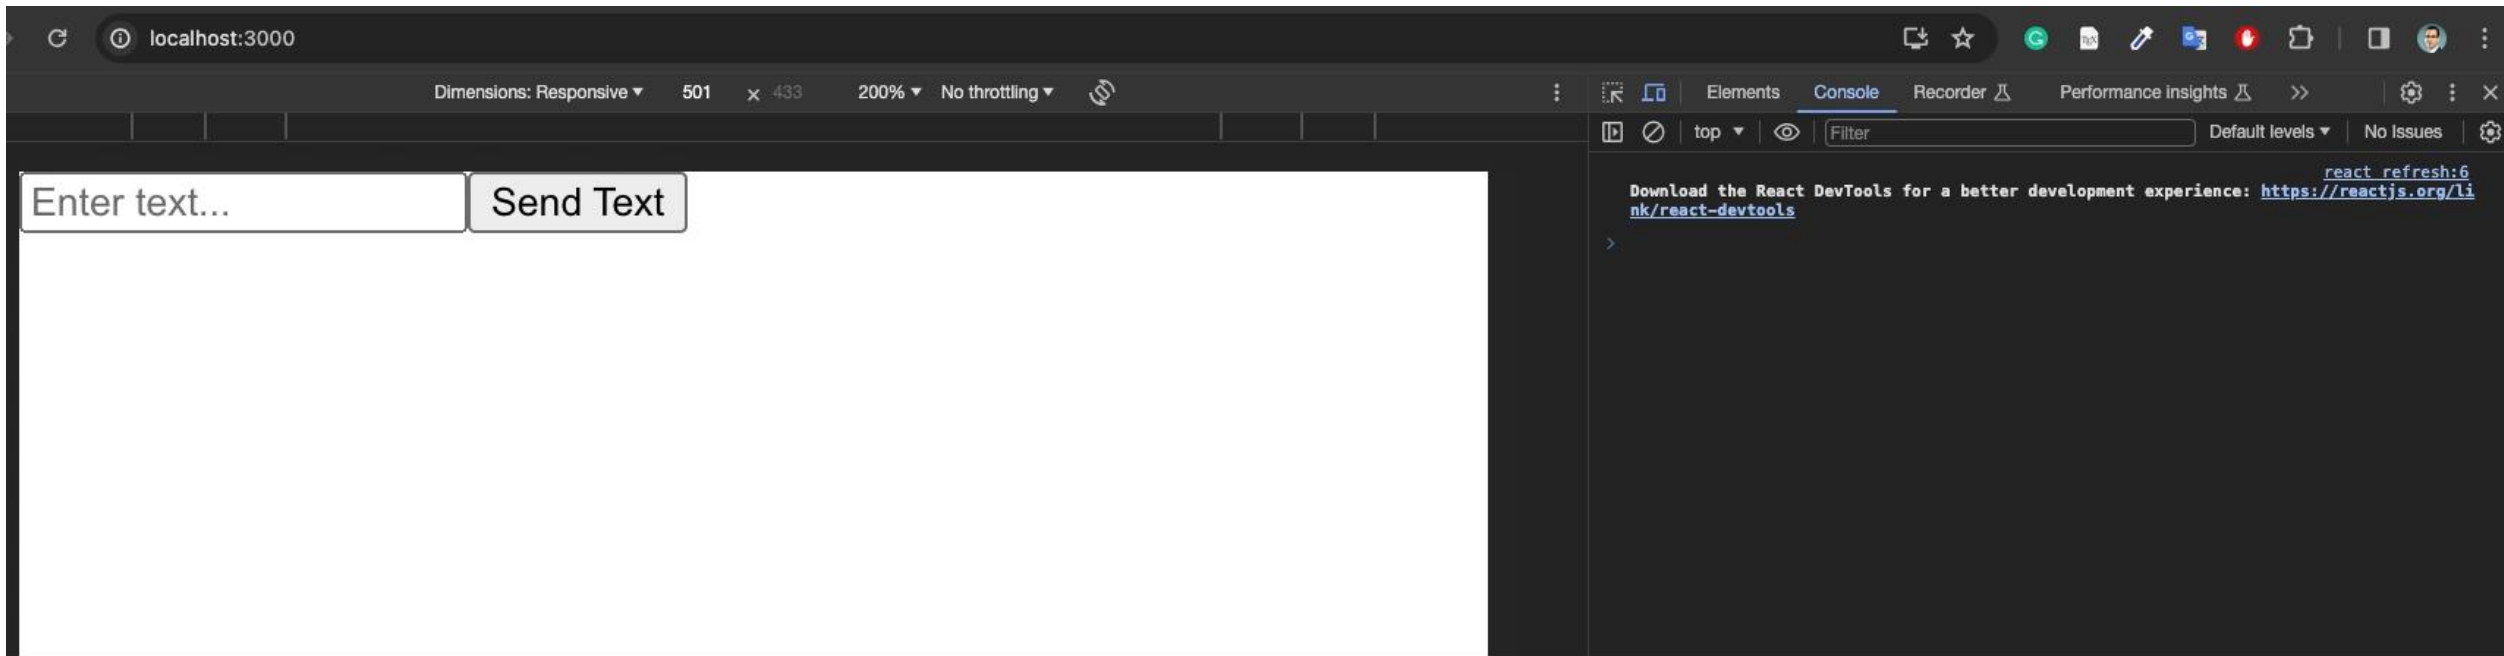 localhost:3000
Dimensions: Responsive 501 x 433 200% No throttling
Elements Console Recorder Performance insights
top Filter Default levels No Issues
Enter text... Send Text
react refresh:6
Download the React DevTools for a better development experience: https://reactjs.org/li
nk/react-devtools